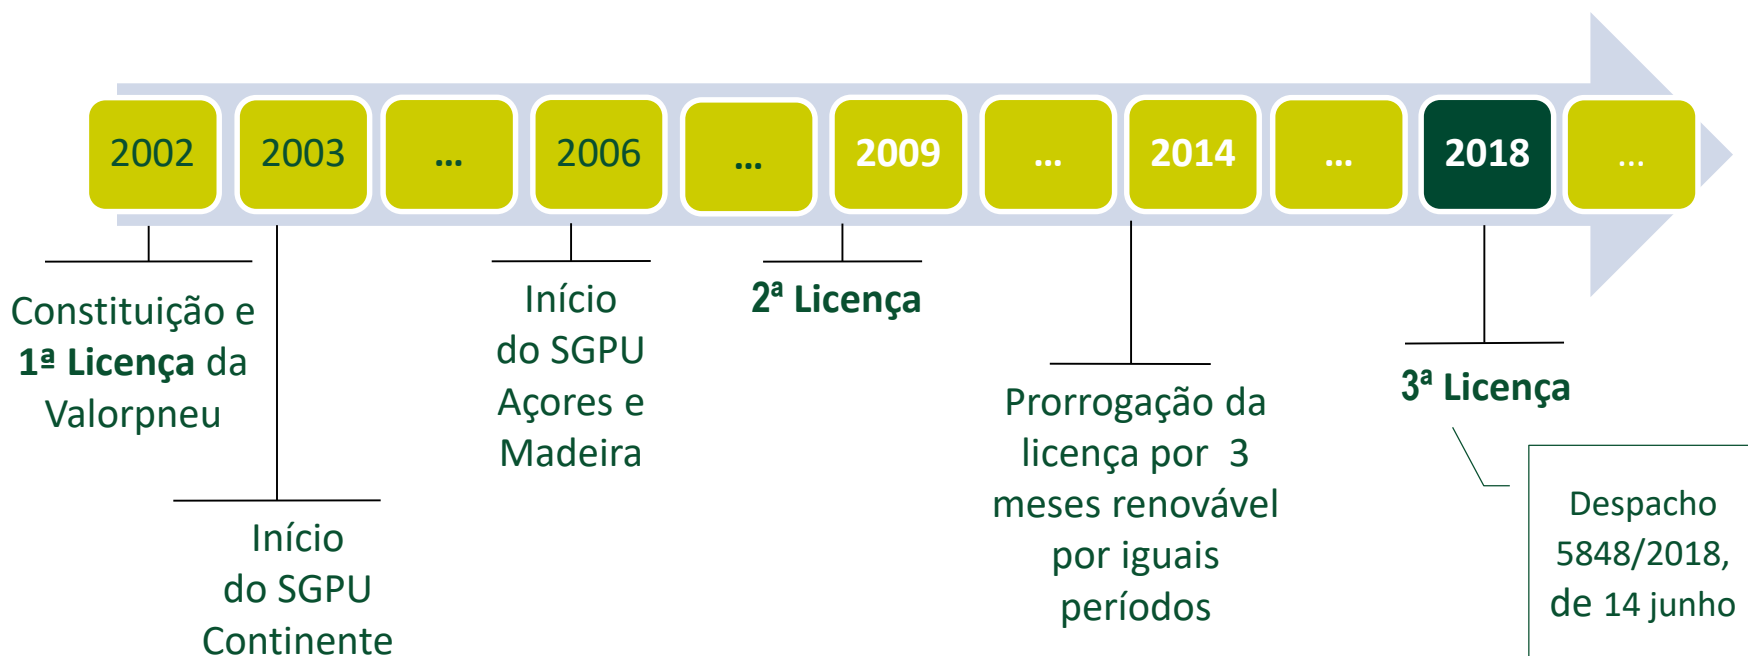 2002
2003
...
2006
...
2009
...
2014
...
2018
...
Constituição e
1ª Licença da
Valorpneu
Início
do SGPU
Continente
Início
do SGPU
Açores e
Madeira
2ª Licença
Prorrogação da
licença por 3
meses renovável
por iguais
períodos
3ª Licença
Despacho
5848/2018,
de 14 junho